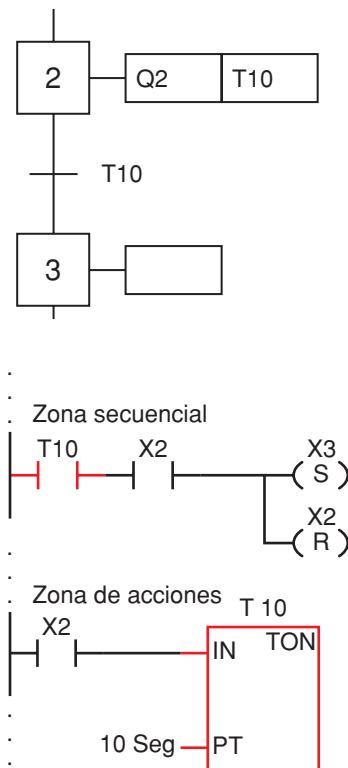 2 Q2 T10
T10
3
Zona secuencial
T10 X2 X3
S
X2
R
Zona de acciones
T 10
X2
IN TON
10 Seg PT